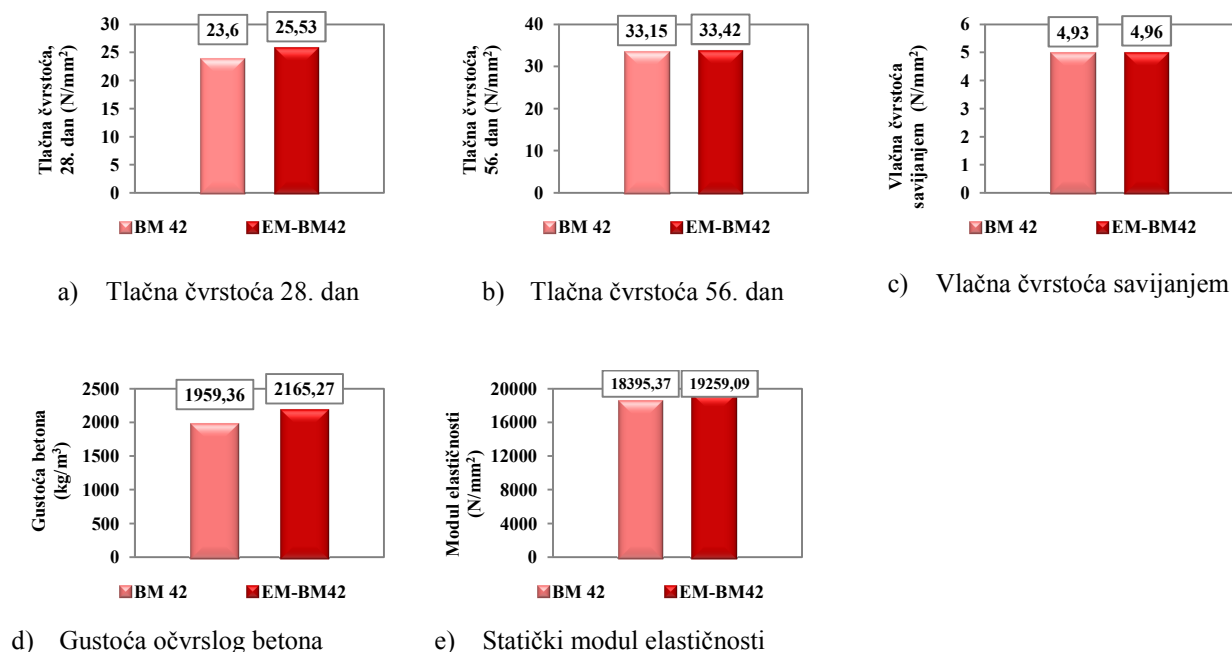 Tlačna čvrstoća,
28. dan (N/mm²)
30
25
20
15
10
5
0
23,6
25,53
BM 42
EM-BM42
a) Tlačna čvrstoća 28. dan
Tlačna čvrstoća,
56. dan (N/mm²)
40
30
20
10
0
33,15
33,42
BM 42
EM-BM42
b) Tlačna čvrstoća 56. dan
Vlačna čvrstoća
savijanjem (N/mm²)
6
5
4
3
2
1
0
4,93
4,96
BM 42
EM-BM42
c) Vlačna čvrstoća savijanjem
Gustoća betona
(kg/m³)
2500
2000
1500
1000
500
0
1959,36
2165,27
BM 42
EM-BM42
d) Gustoća očvrslog betona
Modul elastičnosti
(N/mm²)
20000
16000
12000
8000
4000
0
18395,37
19259,09
BM 42
EM-BM42
e) Statički modul elastičnosti